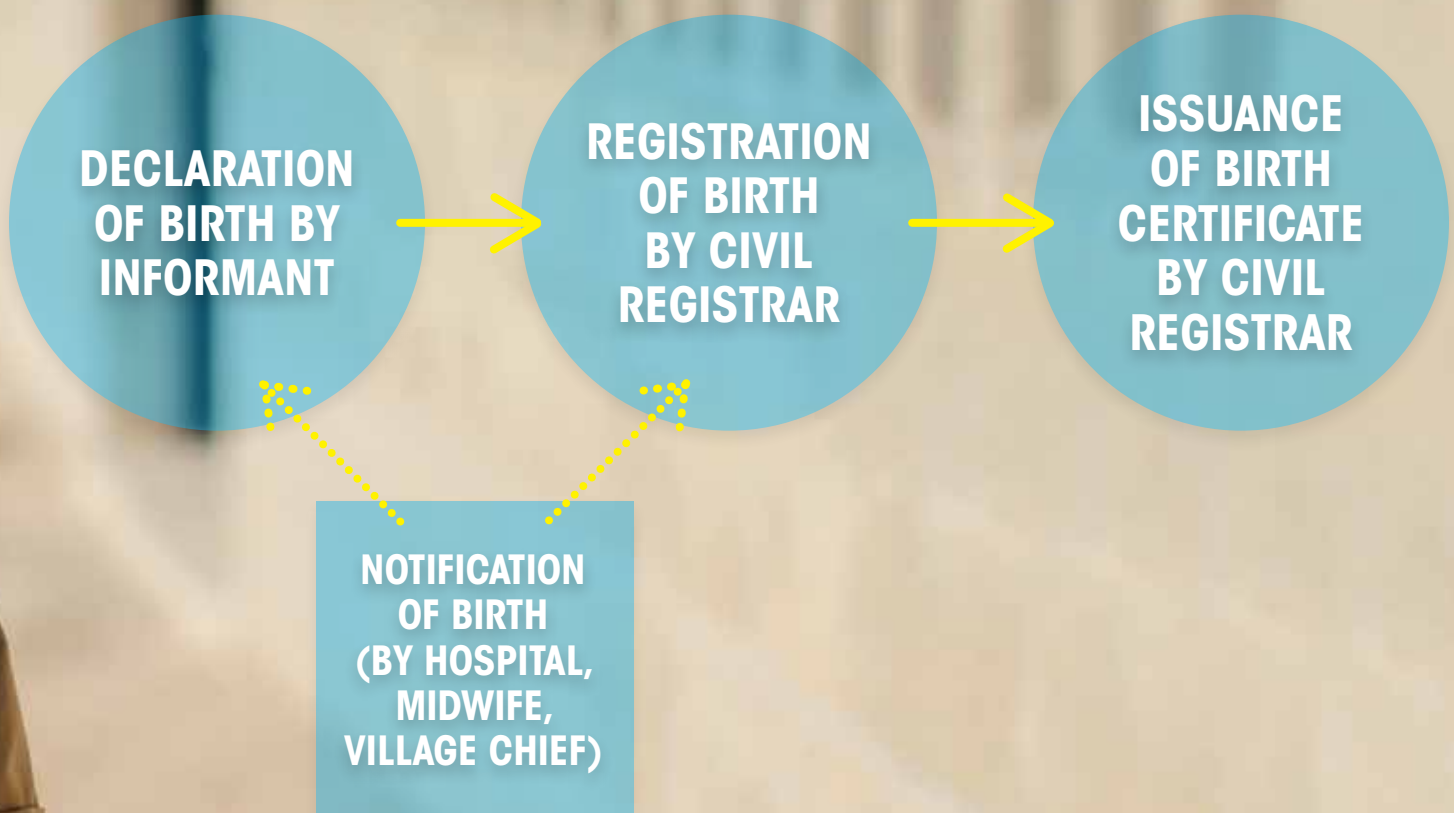 DECLARATION
OF BIRTH BY
INFORMANT
REGISTRATION
OF BIRTH
BY CIVIL
REGISTRAR
ISSUANCE
OF BIRTH
CERTIFICATE
BY CIVIL
REGISTRAR
NOTIFICATION
OF BIRTH
(BY HOSPITAL,
MIDWIFE,
VILLAGE CHIEF)